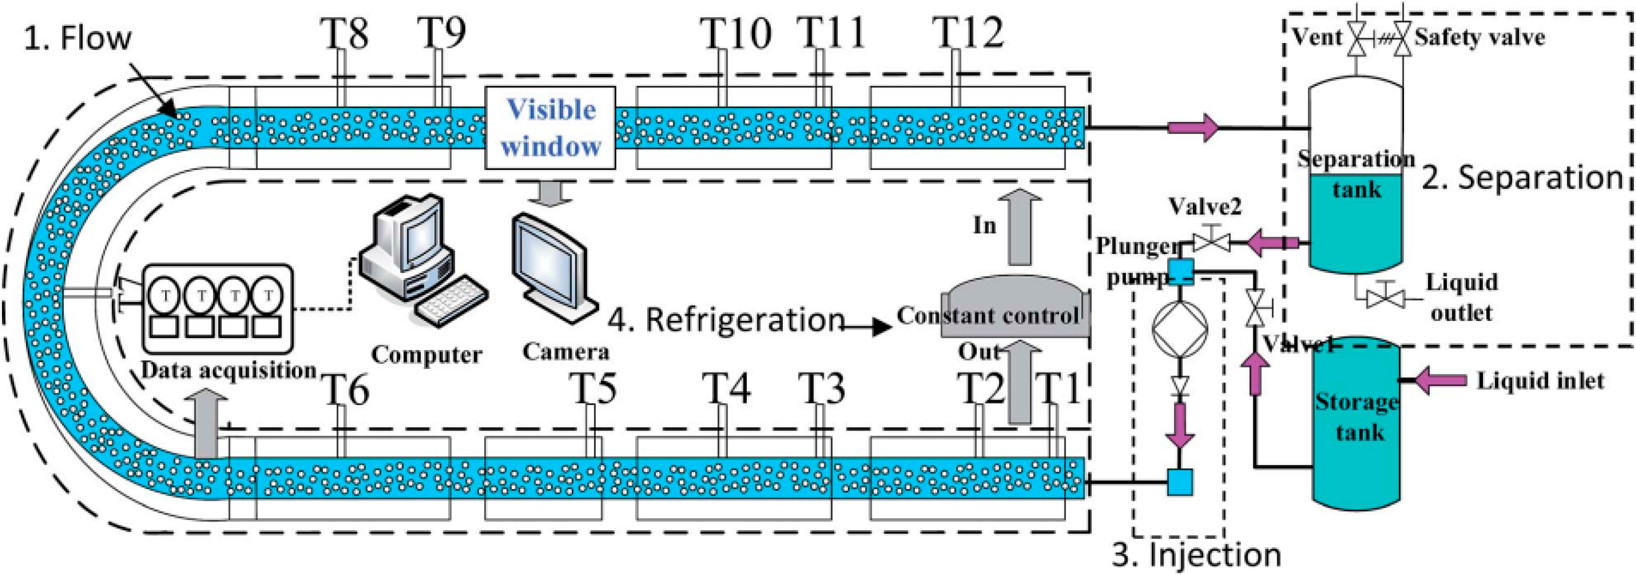 1. Flow
T8
T9
T10
T11
T12
Vent
Safety valve
Visible
window
Separation
tank
2. Separation
Valve2
In
Plunger
pump
Liquid
outlet
T T T T
4. Refrigeration
Constant control
Computer
Camera
Out
Valve1
Data acquisition
T6
T5
T4
T3
T2
T1
Liquid inlet
Storage
tank
3. Injection